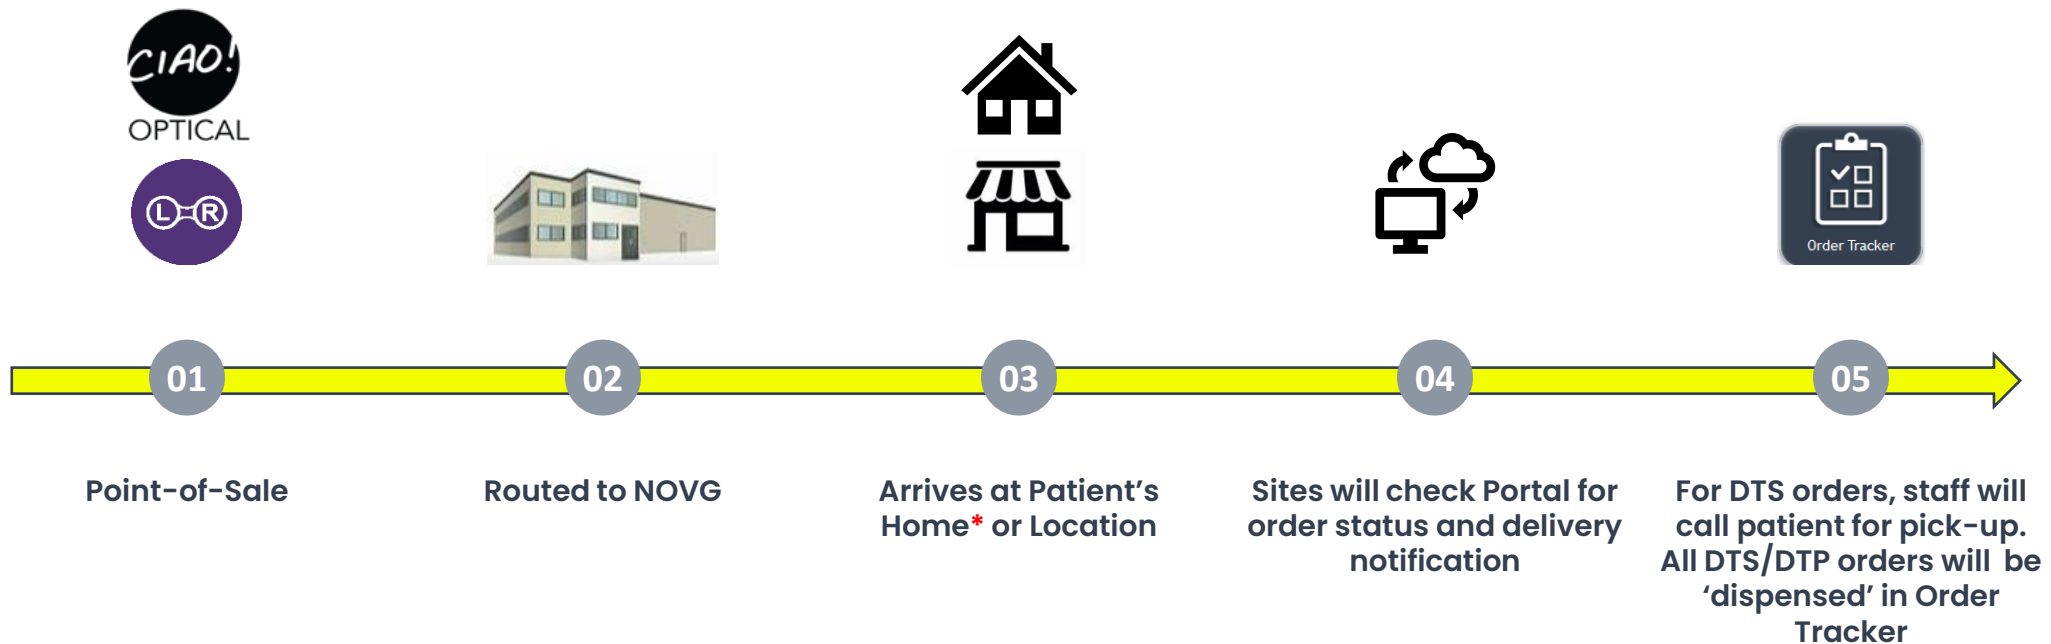 CIAO!
OPTICAL
L R
Order Tracker
01
02
03
04
05
Point-of-Sale
Routed to NOVG
Arrives at Patient’s
Home* or Location
Sites will check Portal for
order status and delivery
notification
For DTS orders, staff will
call patient for pick-up.
All DTS/DTP orders will be
‘dispensed’ in Order
Tracker